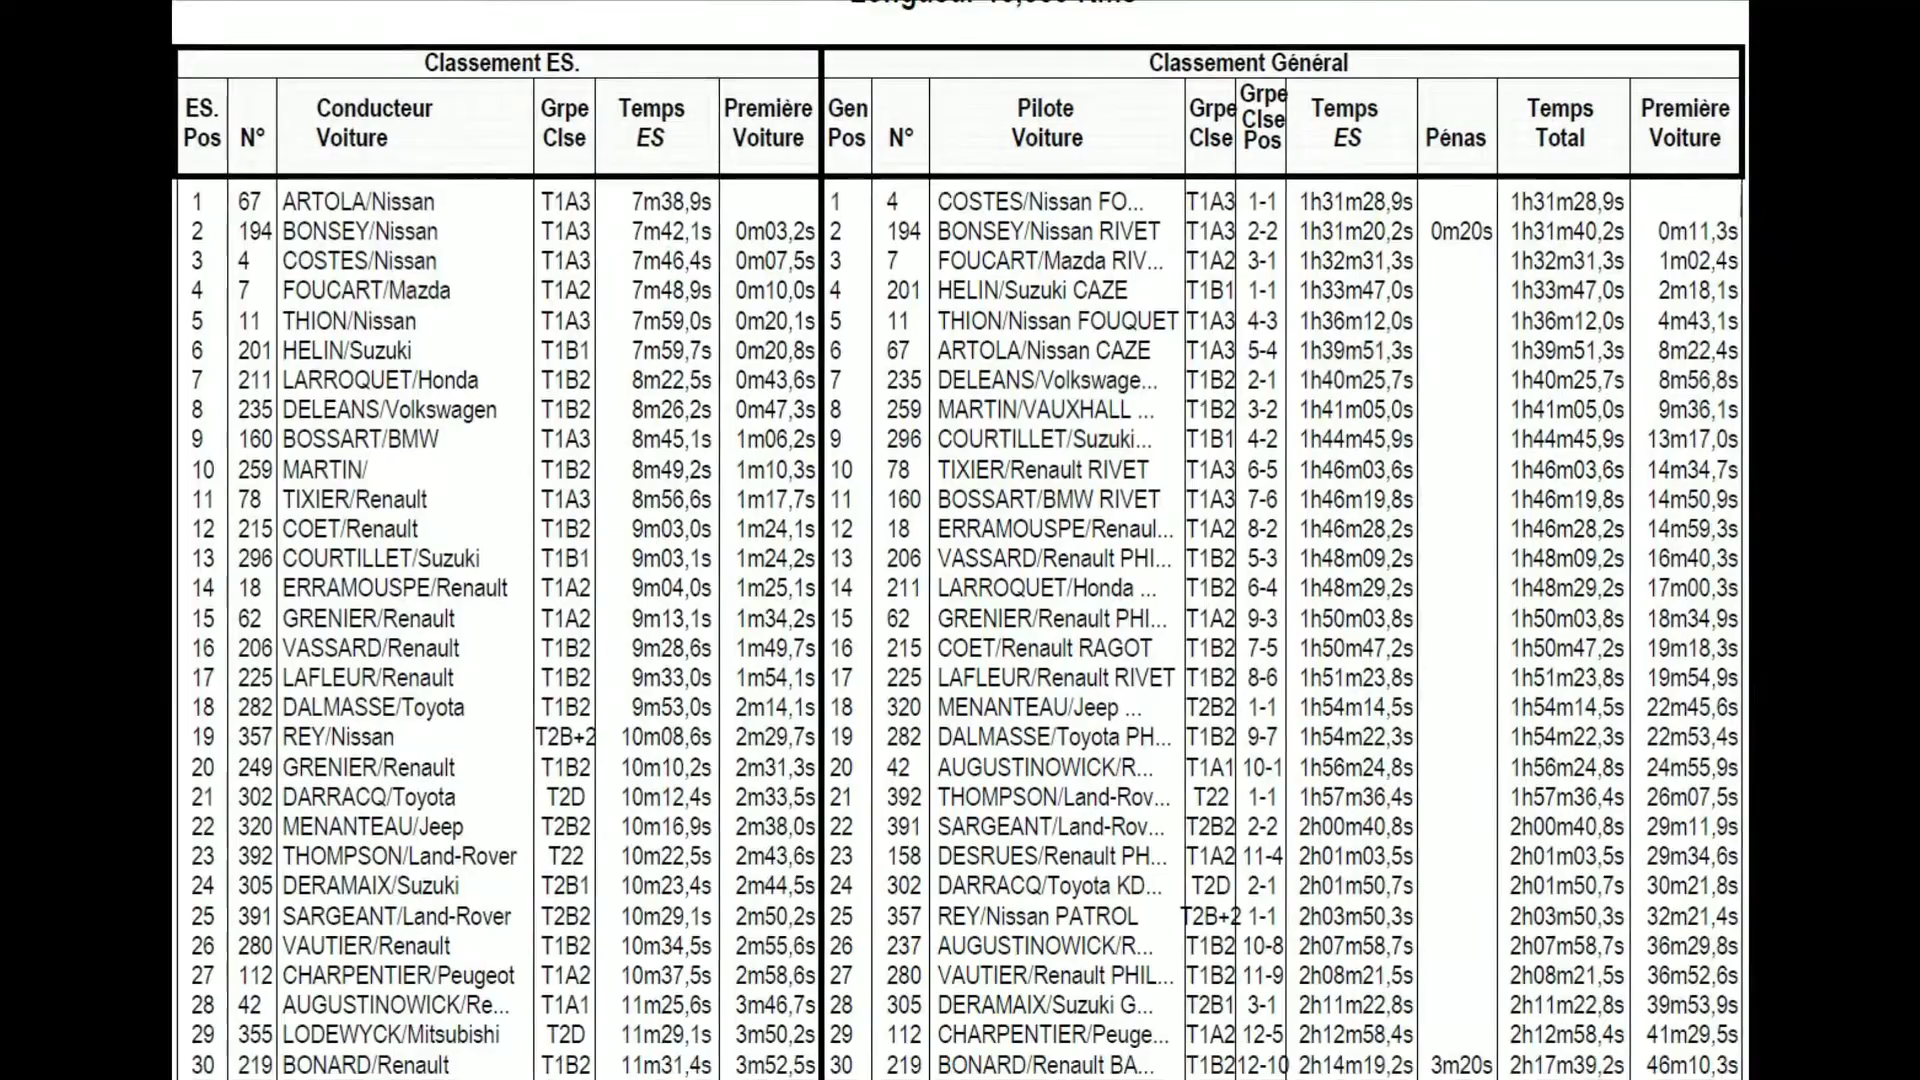 Classement ES. Classement Général
ES. Pos N° Conducteur Voiture Grpe Clse Temps ES Première Voiture Gen Pos N° Pilote Voiture Grpe Clse Grpe Clse Pos Temps ES Pénas Temps Total Première Voiture
1 67 ARTOLA/Nissan T1A3 7m38,9s 1 4 COSTES/Nissan FO... T1A3 1-1 1h31m28,9s 1h31m28,9s
2 194 BONSEY/Nissan T1A3 7m42,1s 0m03,2s 2 194 BONSEY/Nissan RIVET T1A3 2-2 1h31m20,2s 0m20s 1h31m40,2s 0m11,3s
3 4 COSTES/Nissan T1A3 7m46,4s 0m07,5s 3 7 FOUCART/Mazda RIV... T1A2 3-1 1h32m31,3s 1h32m31,3s 1m02,4s
4 7 FOUCART/Mazda T1A2 7m48,9s 0m10,0s 4 201 HELIN/Suzuki CAZE T1B1 1-1 1h33m47,0s 1h33m47,0s 2m18,1s
5 11 THION/Nissan T1A3 7m59,0s 0m20,1s 5 11 THION/Nissan FOUQUET T1A3 4-3 1h36m12,0s 1h36m12,0s 4m43,1s
6 201 HELIN/Suzuki T1B1 7m59,7s 0m20,8s 6 67 ARTOLA/Nissan CAZE T1A3 5-4 1h39m51,3s 1h39m51,3s 8m22,4s
7 211 LARROQUET/Honda T1B2 8m22,5s 0m43,6s 7 235 DELEANS/Volkswage... T1B2 2-1 1h40m25,7s 1h40m25,7s 8m56,8s
8 235 DELEANS/Volkswagen T1B2 8m26,2s 0m47,3s 8 259 MARTIN/VAUXHALL ... T1B2 3-2 1h41m05,0s 1h41m05,0s 9m36,1s
9 160 BOSSART/BMW T1A3 8m45,1s 1m06,2s 9 296 COURTILLET/Suzuki... T1B1 4-2 1h44m45,9s 1h44m45,9s 13m17,0s
10 259 MARTIN/ T1B2 8m49,2s 1m10,3s 10 78 TIXIER/Renault RIVET T1A3 6-5 1h46m03,6s 1h46m03,6s 14m34,7s
11 78 TIXIER/Renault T1A3 8m56,6s 1m17,7s 11 160 BOSSART/BMW RIVET T1A3 7-6 1h46m19,8s 1h46m19,8s 14m50,9s
12 215 COET/Renault T1B2 9m03,0s 1m24,1s 12 18 ERRAMOUSPE/Renaul... T1A2 8-2 1h46m28,2s 1h46m28,2s 14m59,3s
13 296 COURTILLET/Suzuki T1B1 9m03,1s 1m24,2s 13 206 VASSARD/Renault PHI... T1B2 5-3 1h48m09,2s 1h48m09,2s 16m40,3s
14 18 ERRAMOUSPE/Renault T1A2 9m04,0s 1m25,1s 14 211 LARROQUET/Honda ... T1B2 6-4 1h48m29,2s 1h48m29,2s 17m00,3s
15 62 GRENIER/Renault T1A2 9m13,1s 1m34,2s 15 62 GRENIER/Renault PHI... T1A2 9-3 1h50m03,8s 1h50m03,8s 18m34,9s
16 206 VASSARD/Renault T1B2 9m28,6s 1m49,7s 16 215 COET/Renault RAGOT T1B2 7-5 1h50m47,2s 1h50m47,2s 19m18,3s
17 225 LAFLEUR/Renault T1B2 9m33,0s 1m54,1s 17 225 LAFLEUR/Renault RIVET T1B2 8-6 1h51m23,8s 1h51m23,8s 19m54,9s
18 282 DALMASSE/Toyota T1B2 9m53,0s 2m14,1s 18 320 MENANTEAU/Jeep ... T2B2 1-1 1h54m14,5s 1h54m14,5s 22m45,6s
19 357 REY/Nissan T2B+2 10m08,6s 2m29,7s 19 282 DALMASSE/Toyota PH... T1B2 9-7 1h54m22,3s 1h54m22,3s 22m53,4s
20 249 GRENIER/Renault T1B2 10m10,2s 2m31,3s 20 42 AUGUSTINOWICK/R... T1A1 10-1 1h56m24,8s 1h56m24,8s 24m55,9s
21 302 DARRACQ/Toyota T2D 10m12,4s 2m33,5s 21 392 THOMPSON/Land-Rov... T22 1-1 1h57m36,4s 1h57m36,4s 26m07,5s
22 320 MENANTEAU/Jeep T2B2 10m16,9s 2m38,0s 22 391 SARGEANT/Land-Rov... T2B2 2-2 2h00m40,8s 2h00m40,8s 29m11,9s
23 392 THOMPSON/Land-Rover T22 10m22,5s 2m43,6s 23 158 DESRUES/Renault PH... T1A2 11-4 2h01m03,5s 2h01m03,5s 29m34,6s
24 305 DERAMAIX/Suzuki T2B1 10m23,4s 2m44,5s 24 302 DARRACQ/Toyota KD... T2D 2-1 2h01m50,7s 2h01m50,7s 30m21,8s
25 391 SARGEANT/Land-Rover T2B2 10m29,1s 2m50,2s 25 357 REY/Nissan PATROL T2B+2 1-1 2h03m50,3s 2h03m50,3s 32m21,4s
26 280 VAUTIER/Renault T1B2 10m34,5s 2m55,6s 26 237 AUGUSTINOWICK/R... T1B2 10-8 2h07m58,7s 2h07m58,7s 36m29,8s
27 112 CHARPENTIER/Peugeot T1A2 10m37,5s 2m58,6s 27 280 VAUTIER/Renault PHIL... T1B2 11-9 2h08m21,5s 2h08m21,5s 36m52,6s
28 42 AUGUSTINOWICK/Re... T1A1 11m25,6s 3m46,7s 28 305 DERAMAIX/Suzuki G... T2B1 3-1 2h11m22,8s 2h11m22,8s 39m53,9s
29 355 LODEWYCK/Mitsubishi T2D 11m29,1s 3m50,2s 29 112 CHARPENTIER/Peuge... T1A2 12-5 2h12m58,4s 2h12m58,4s 41m29,5s
30 219 BONARD/Renault T1B2 11m31,4s 3m52,5s 30 219 BONARD/Renault BA... T1B2 12-10 2h14m19,2s 3m20s 2h17m39,2s 46m10,3s